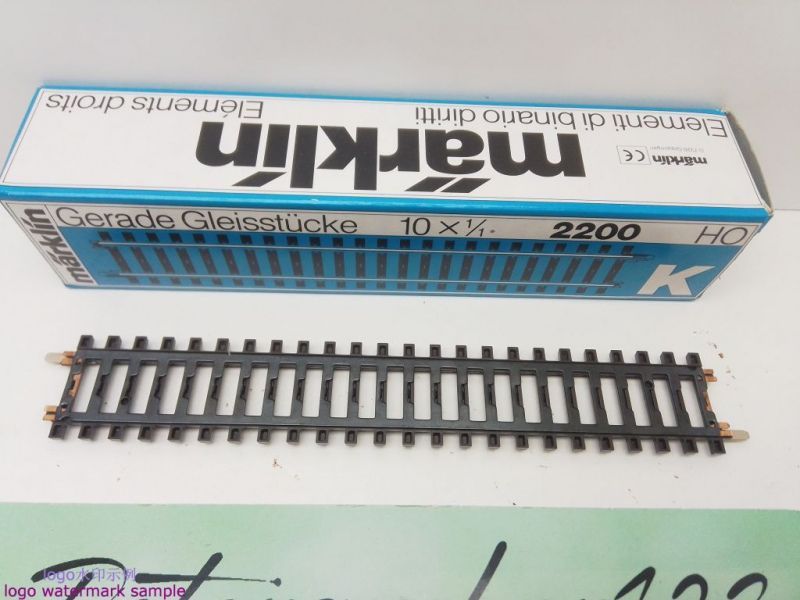 Eléments droits
Elementi di binario diritti
märklin
märklin
CE
märklin
Gerade Gleisstücke 10 x 1/1. 2200 HO
K
logo水印示例
logo watermark sample